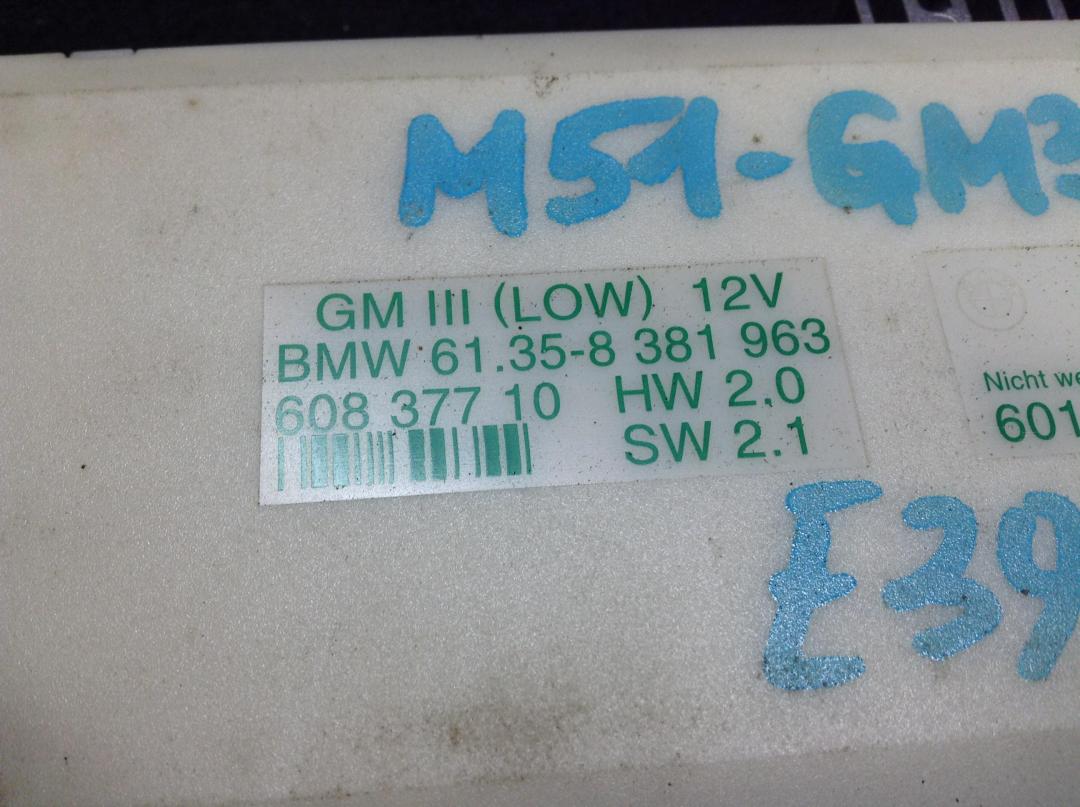 M51-GM3
GM III (LOW) 12V
BMW 61.35-8 381 963
608 377 10 HW 2.0
SW 2.1
Nicht we
601
E39